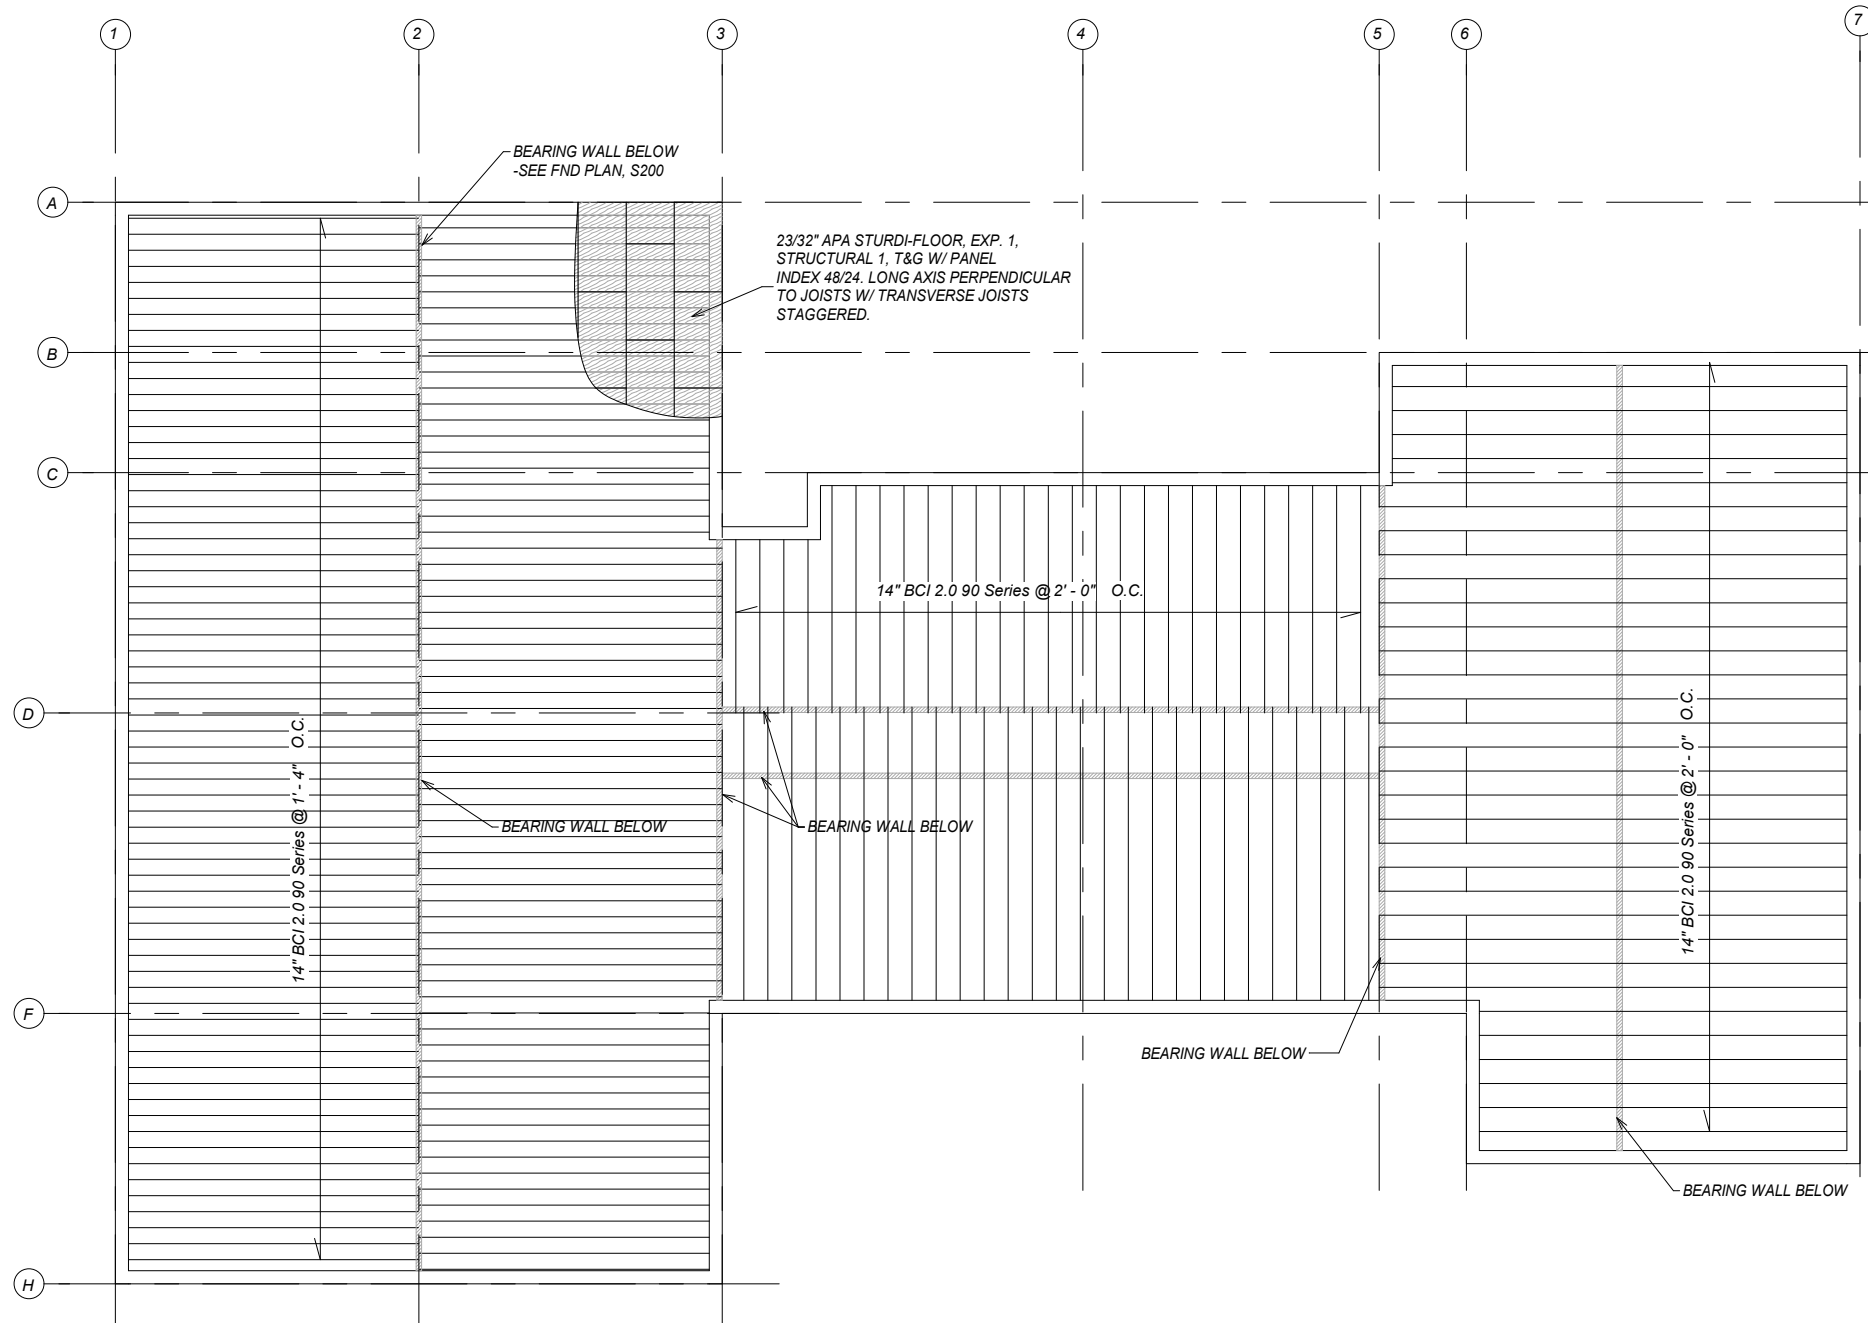 1
2
3
4
5
6
7
BEARING WALL BELOW
-SEE FND PLAN, S200
A
23/32" APA STURDI-FLOOR, EXP. 1,
STRUCTURAL 1, T&G W/ PANEL
INDEX 48/24. LONG AXIS PERPENDICULAR
TO JOISTS W/ TRANSVERSE JOISTS
STAGGERED.
B
C
14" BCI 2.0 90 Series @ 2' - 0" O.C.
D
14" BCI 2.0 90 Series @ 1' - 4" O.C.
14" BCI 2.0 90 Series @ 2' - 0" O.C.
BEARING WALL BELOW
BEARING WALL BELOW
F
BEARING WALL BELOW
BEARING WALL BELOW
H